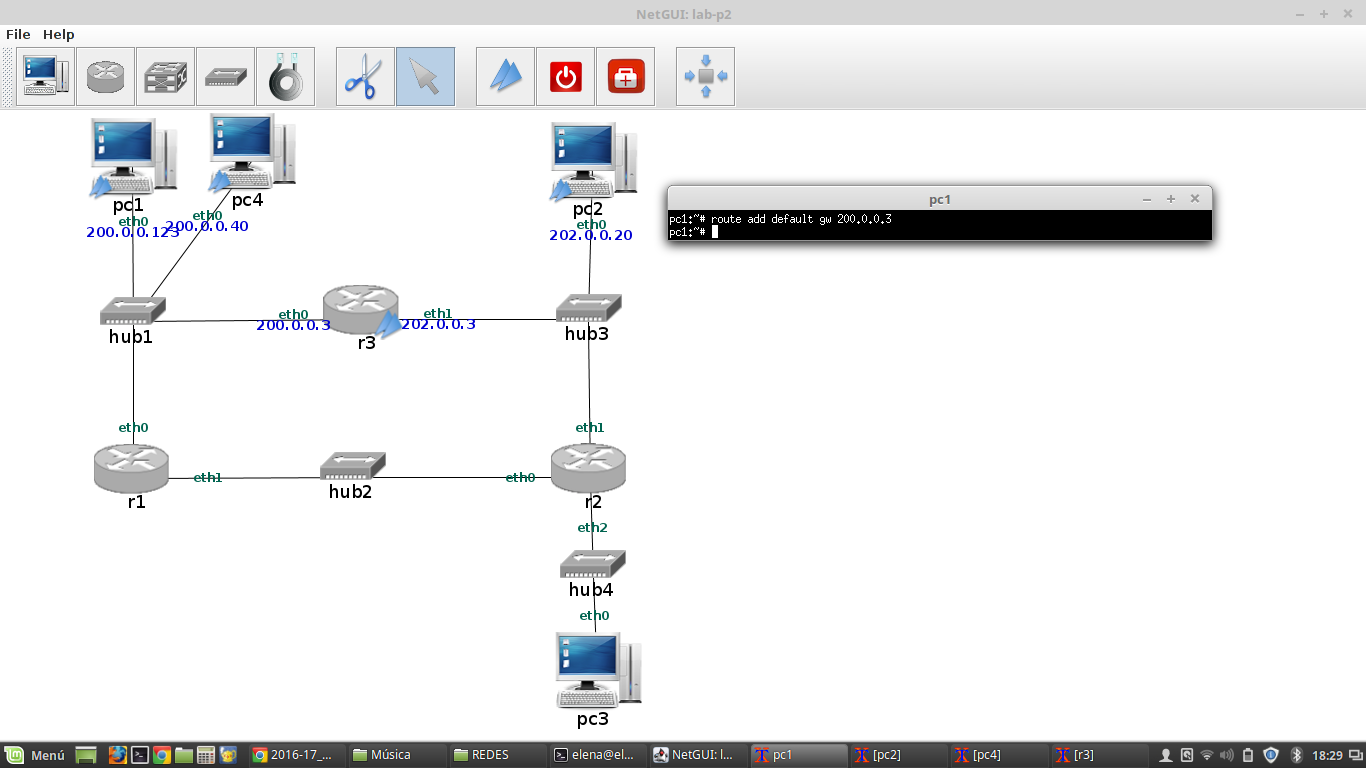 NetGUI: lab-p2
File Help
pc1
pc4
pc2
eth0
eth0
eth0
200.0.0.123
200.0.0.40
202.0.0.20
pc1
pc1:~# route add default gw 200.0.0.3
pc1:~#
eth0
eth1
200.0.0.3
202.0.0.3
hub1
r3
hub3
eth0
eth1
eth1
eth0
r1
hub2
r2
eth2
hub4
eth0
pc3
Menú
2016-17_...
Música
REDES
elena@el...
NetGUI: l...
pc1
[pc2]
[pc4]
[r3]
18:29